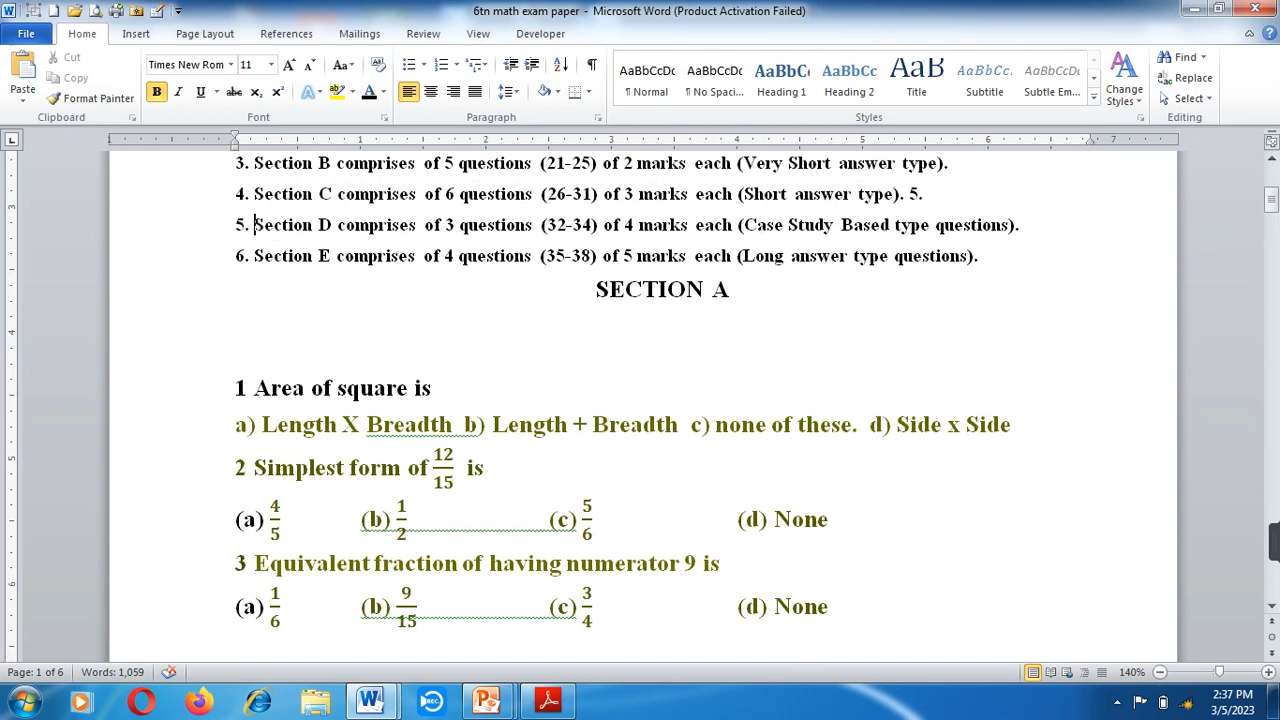 6tn math exam paper - Microsoft Word (Product Activation Failed)
File Home Insert Page Layout References Mailings Review View Developer
Paste
Cut
Copy
Format Painter
Clipboard
Times New Rom 11
Font
Paragraph
AaBbCcDc AaBbCcDc AaBbCc AaBbCc AaB AaBbCcL AaBbCcDc
¶ Normal ¶ No Spaci... Heading 1 Heading 2 Title Subtitle Subtle Em...
Styles
Change Styles
Find
Replace
Select
Editing
3. Section B comprises of 5 questions (21-25) of 2 marks each (Very Short answer type).
4. Section C comprises of 6 questions (26-31) of 3 marks each (Short answer type). 5.
5. Section D comprises of 3 questions (32-34) of 4 marks each (Case Study Based type questions).
6. Section E comprises of 4 questions (35-38) of 5 marks each (Long answer type questions).
SECTION A
1 Area of square is
a) Length X Breadth b) Length + Breadth c) none of these. d) Side x Side
2 Simplest form of 12/15 is
(a) 4/5 (b) 1/2 (c) 5/6 (d) None
3 Equivalent fraction of having numerator 9 is
(a) 1/6 (b) 9/15 (c) 3/4 (d) None
Page: 1 of 6 Words: 1,059 140%
2:37 PM
3/5/2023